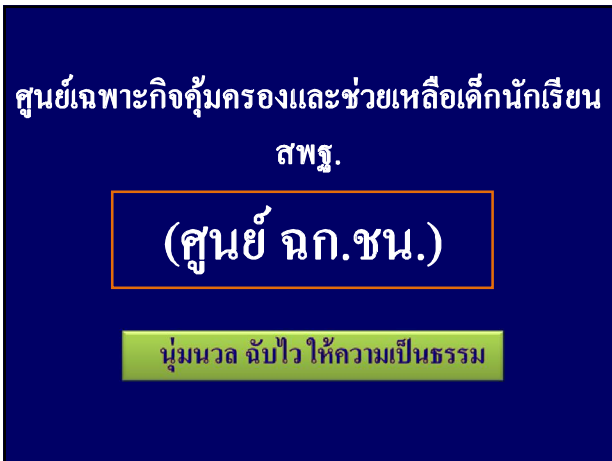 ศูนย์เฉพาะกิจคุ้มครองและช่วยเหลือเด็กนักเรียน
สพฐ.
(ศูนย์ ฉก.ชน.)
นุ่มนวล ฉับไว ให้ความเป็นธรรม